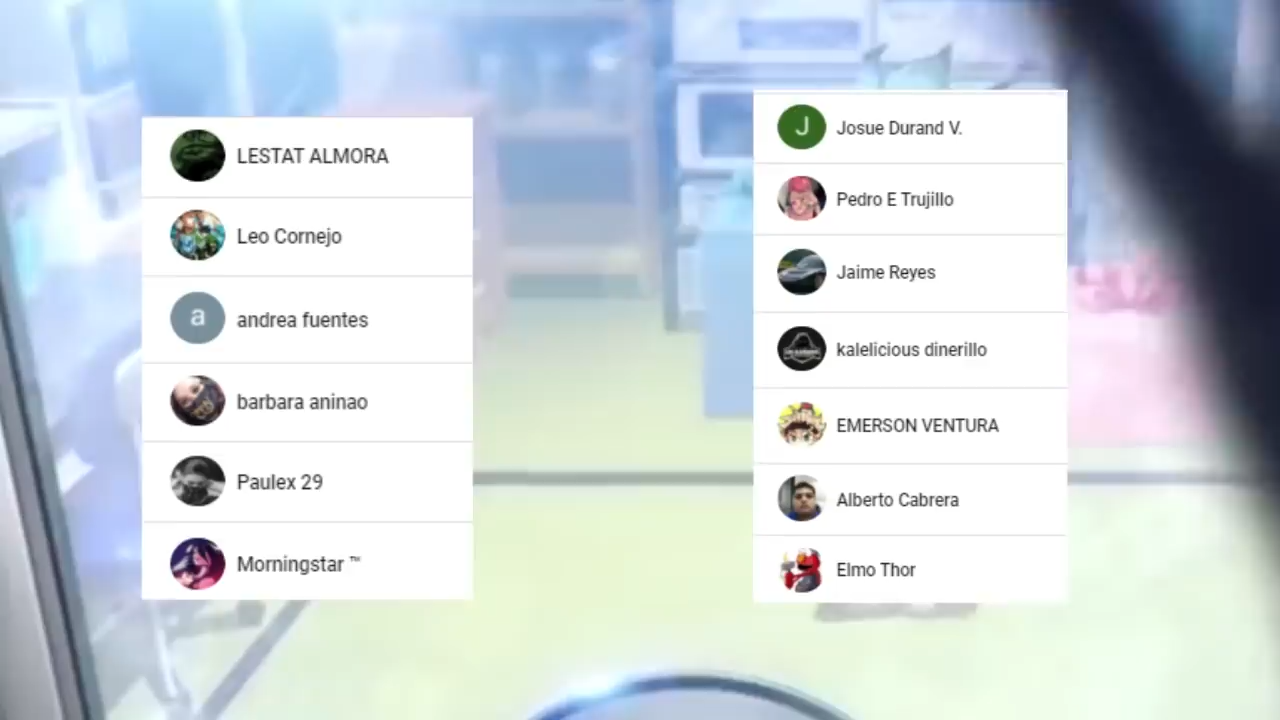 LESTAT ALMORA
Leo Cornejo
a
andrea fuentes
barbara aninao
Paulex 29
Morningstar ™
J
Josue Durand V.
Pedro E Trujillo
Jaime Reyes
kalelicious dinerillo
EMERSON VENTURA
Alberto Cabrera
Elmo Thor